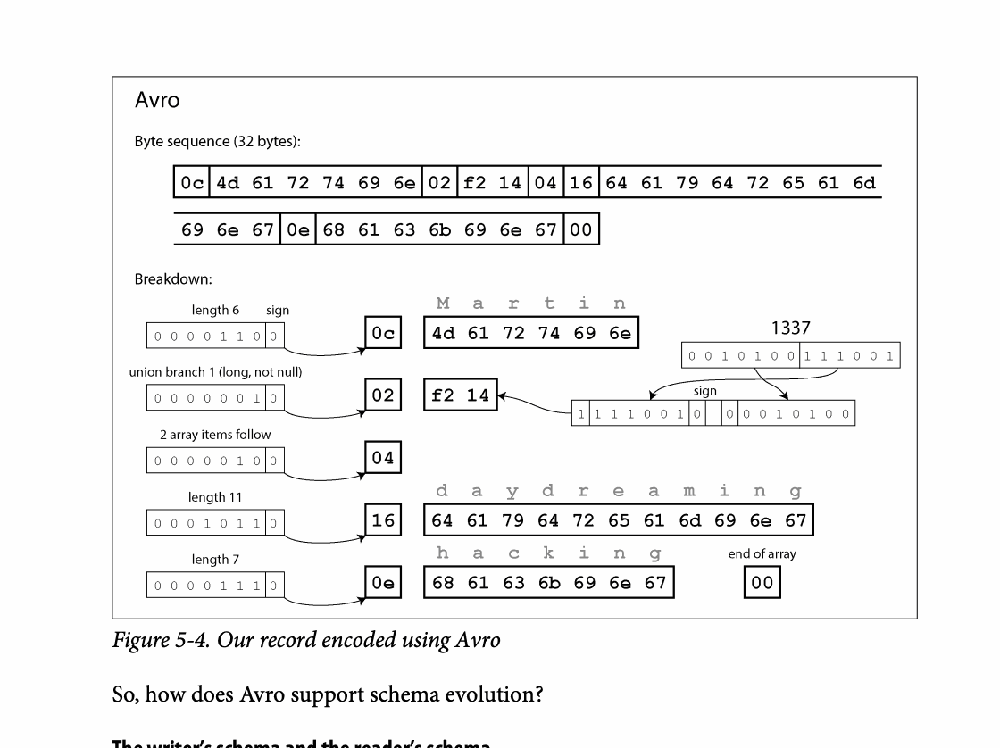 Avro
Byte sequence (32 bytes):
0c 4d 61 72 74 69 6e 02 f2 14 04 16 64 61 79 64 72 65 61 6d
69 6e 67 0e 68 61 63 6b 69 6e 67 00
Breakdown:
length 6 sign
0 0 0 0 1 1 0 0
0c
M a r t i n
4d 61 72 74 69 6e
1337
0 0 1 0 1 0 0 1 1 1 0 0 1
union branch 1 (long, not null)
0 0 0 0 0 0 1 0
02
f2 14
sign
1 1 1 1 0 0 1 0 0 0 0 1 0 1 0 0
2 array items follow
0 0 0 0 0 1 0 0
04
length 11
0 0 0 1 0 1 1 0
16
d a y d r e a m i n g
64 61 79 64 72 65 61 6d 69 6e 67
length 7
0 0 0 0 1 1 1 0
0e
h a c k i n g
68 61 63 6b 69 6e 67
end of array
00
Figure 5-4. Our record encoded using Avro
So, how does Avro support schema evolution?
The writer's schema and the reader's schema